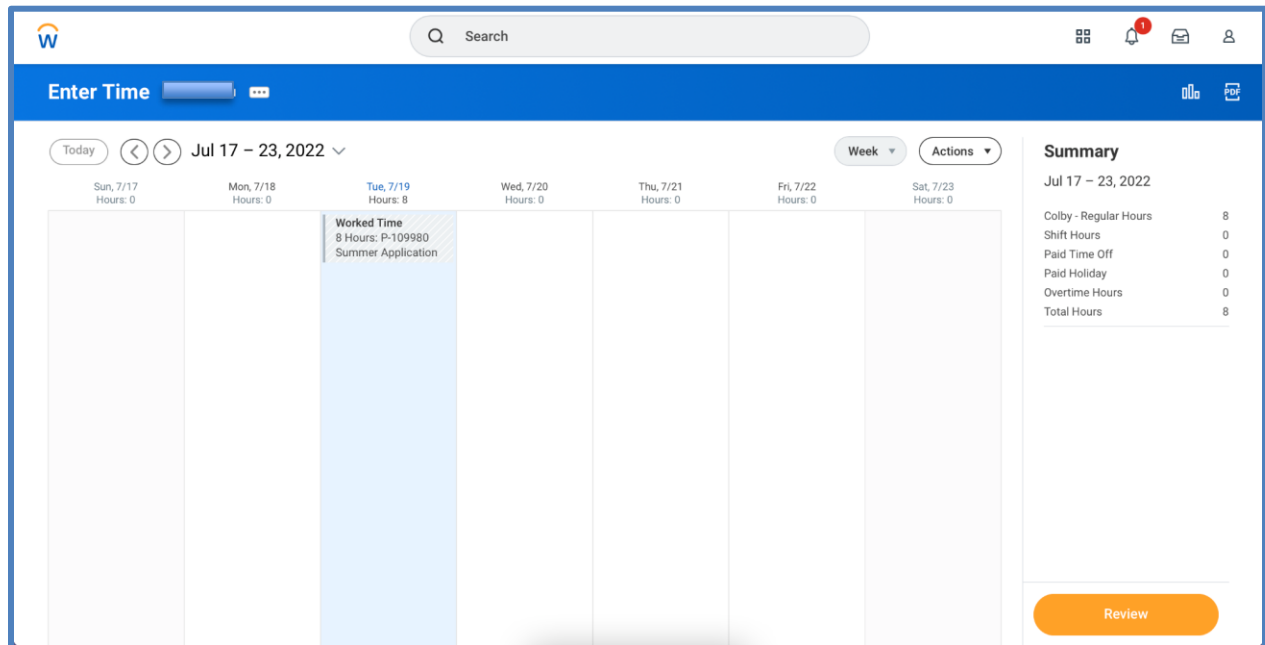 W
Search
1
Enter Time
PDF
Today
Jul 17 – 23, 2022
Week
Actions
Sun, 7/17
Hours: 0
Mon, 7/18
Hours: 0
Tue, 7/19
Hours: 8
Wed, 7/20
Hours: 0
Thu, 7/21
Hours: 0
Fri, 7/22
Hours: 0
Sat, 7/23
Hours: 0
Worked Time
8 Hours: P-109980
Summer Application
Summary
Jul 17 – 23, 2022
Colby - Regular Hours 8
Shift Hours 0
Paid Time Off 0
Paid Holiday 0
Overtime Hours 0
Total Hours 8
Review